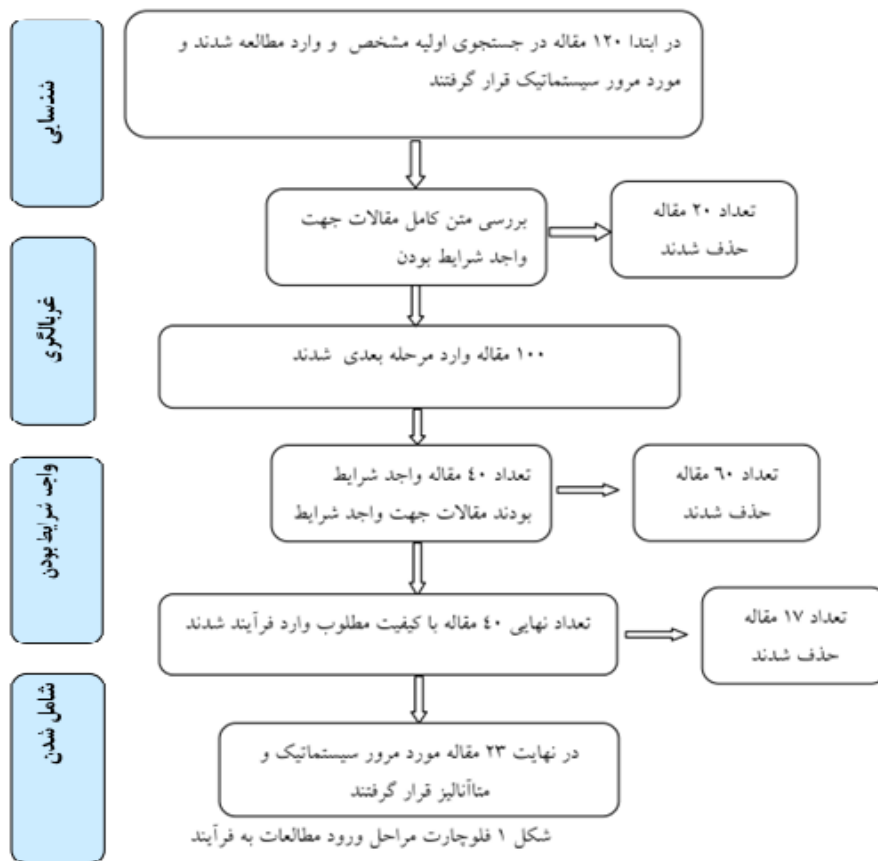 شناسایی
در ابتدا ۱۲۰ مقاله در جستجوی اولیه مشخص و وارد مطالعه شدند و
مورد مرور سیستماتیک قرار گرفتند
بررسی متن کامل مقالات جهت
واجد شرایط بودن
تعداد ۲۰ مقاله
حذف شدند
غربالگری
۱۰۰ مقاله وارد مرحله بعدی شدند
واجد شرایط بودن
تعداد ٤۰ مقاله واجد شرایط
بودند مقالات جهت واجد شرایط
تعداد ٦۰ مقاله
حذف شدند
تعداد نهایی ٤۰ مقاله با کیفیت مطلوب وارد فرآیند شدند
تعداد ۱۷ مقاله
حذف شدند
شامل شدن
در نهایت ۲۳ مقاله مورد مرور سیستماتیک و
متاآنالیز قرار گرفتند
شکل ۱ فلوچارت مراحل ورود مطالعات به فرآیند